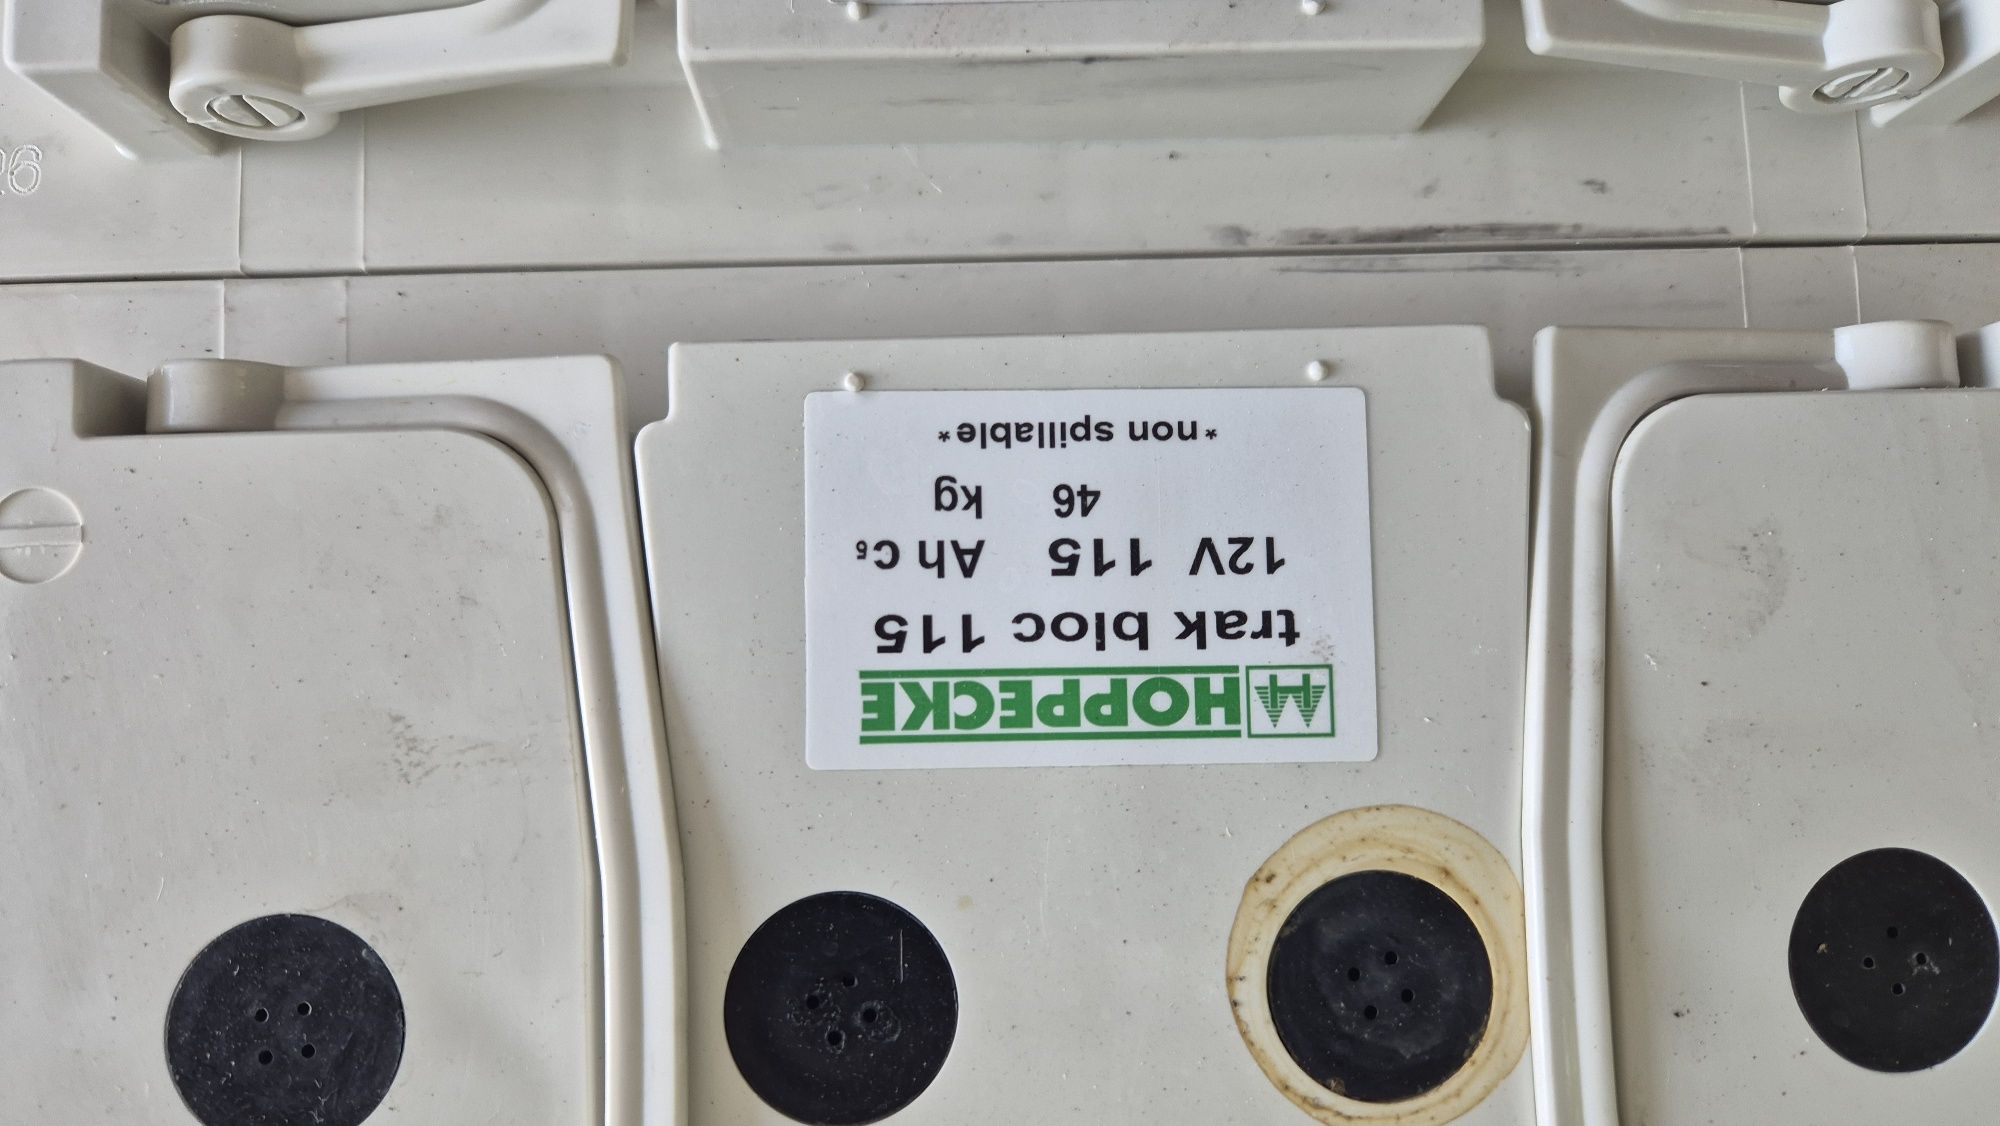 HOPPECKE
trak bloc 115
12V 115 Ah C₅
46 kg
*non spillable*